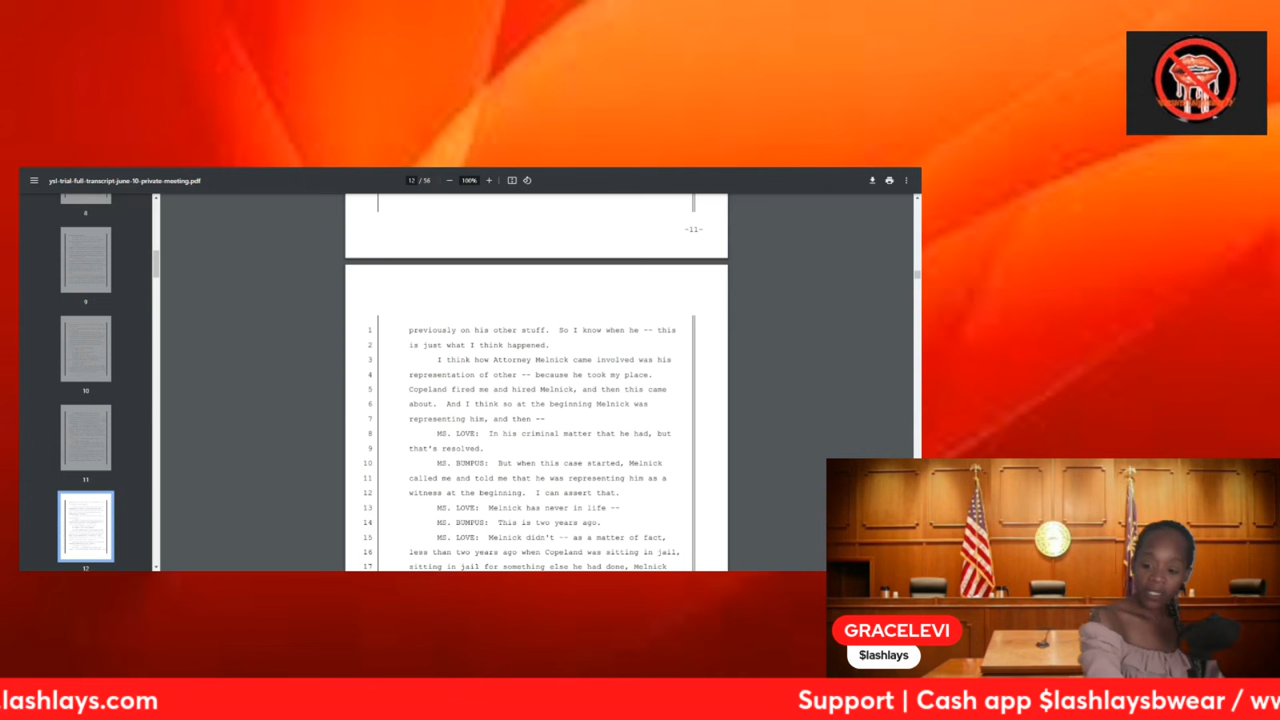 ysl-trial-full-transcript-june-10-private-meeting.pdf
12 / 56
100%
8
9
10
11
12
-11-
1 previously on his other stuff. So I know when he -- this
2 is just what I think happened.
3 I think how Attorney Melnick came involved was his
4 representation of other -- because he took my place.
5 Copeland fired me and hired Melnick, and then this came
6 about. And I think so at the beginning Melnick was
7 representing him, and then --
8 MS. LOVE: In his criminal matter that he had, but
9 that's resolved.
10 MS. BUMPUS: But when this case started, Melnick
11 called me and told me that he was representing him as a
12 witness at the beginning. I can assert that.
13 MS. LOVE: Melnick has never in life --
14 MS. BUMPUS: This is two years ago.
15 MS. LOVE: Melnick didn't -- as a matter of fact,
16 less than two years ago when Copeland was sitting in jail,
17 sitting in jail for something else he had done, Melnick
GRACELEVI
$lashlays
.lashlays.com
Support | Cash app $lashlaysbwear / ww